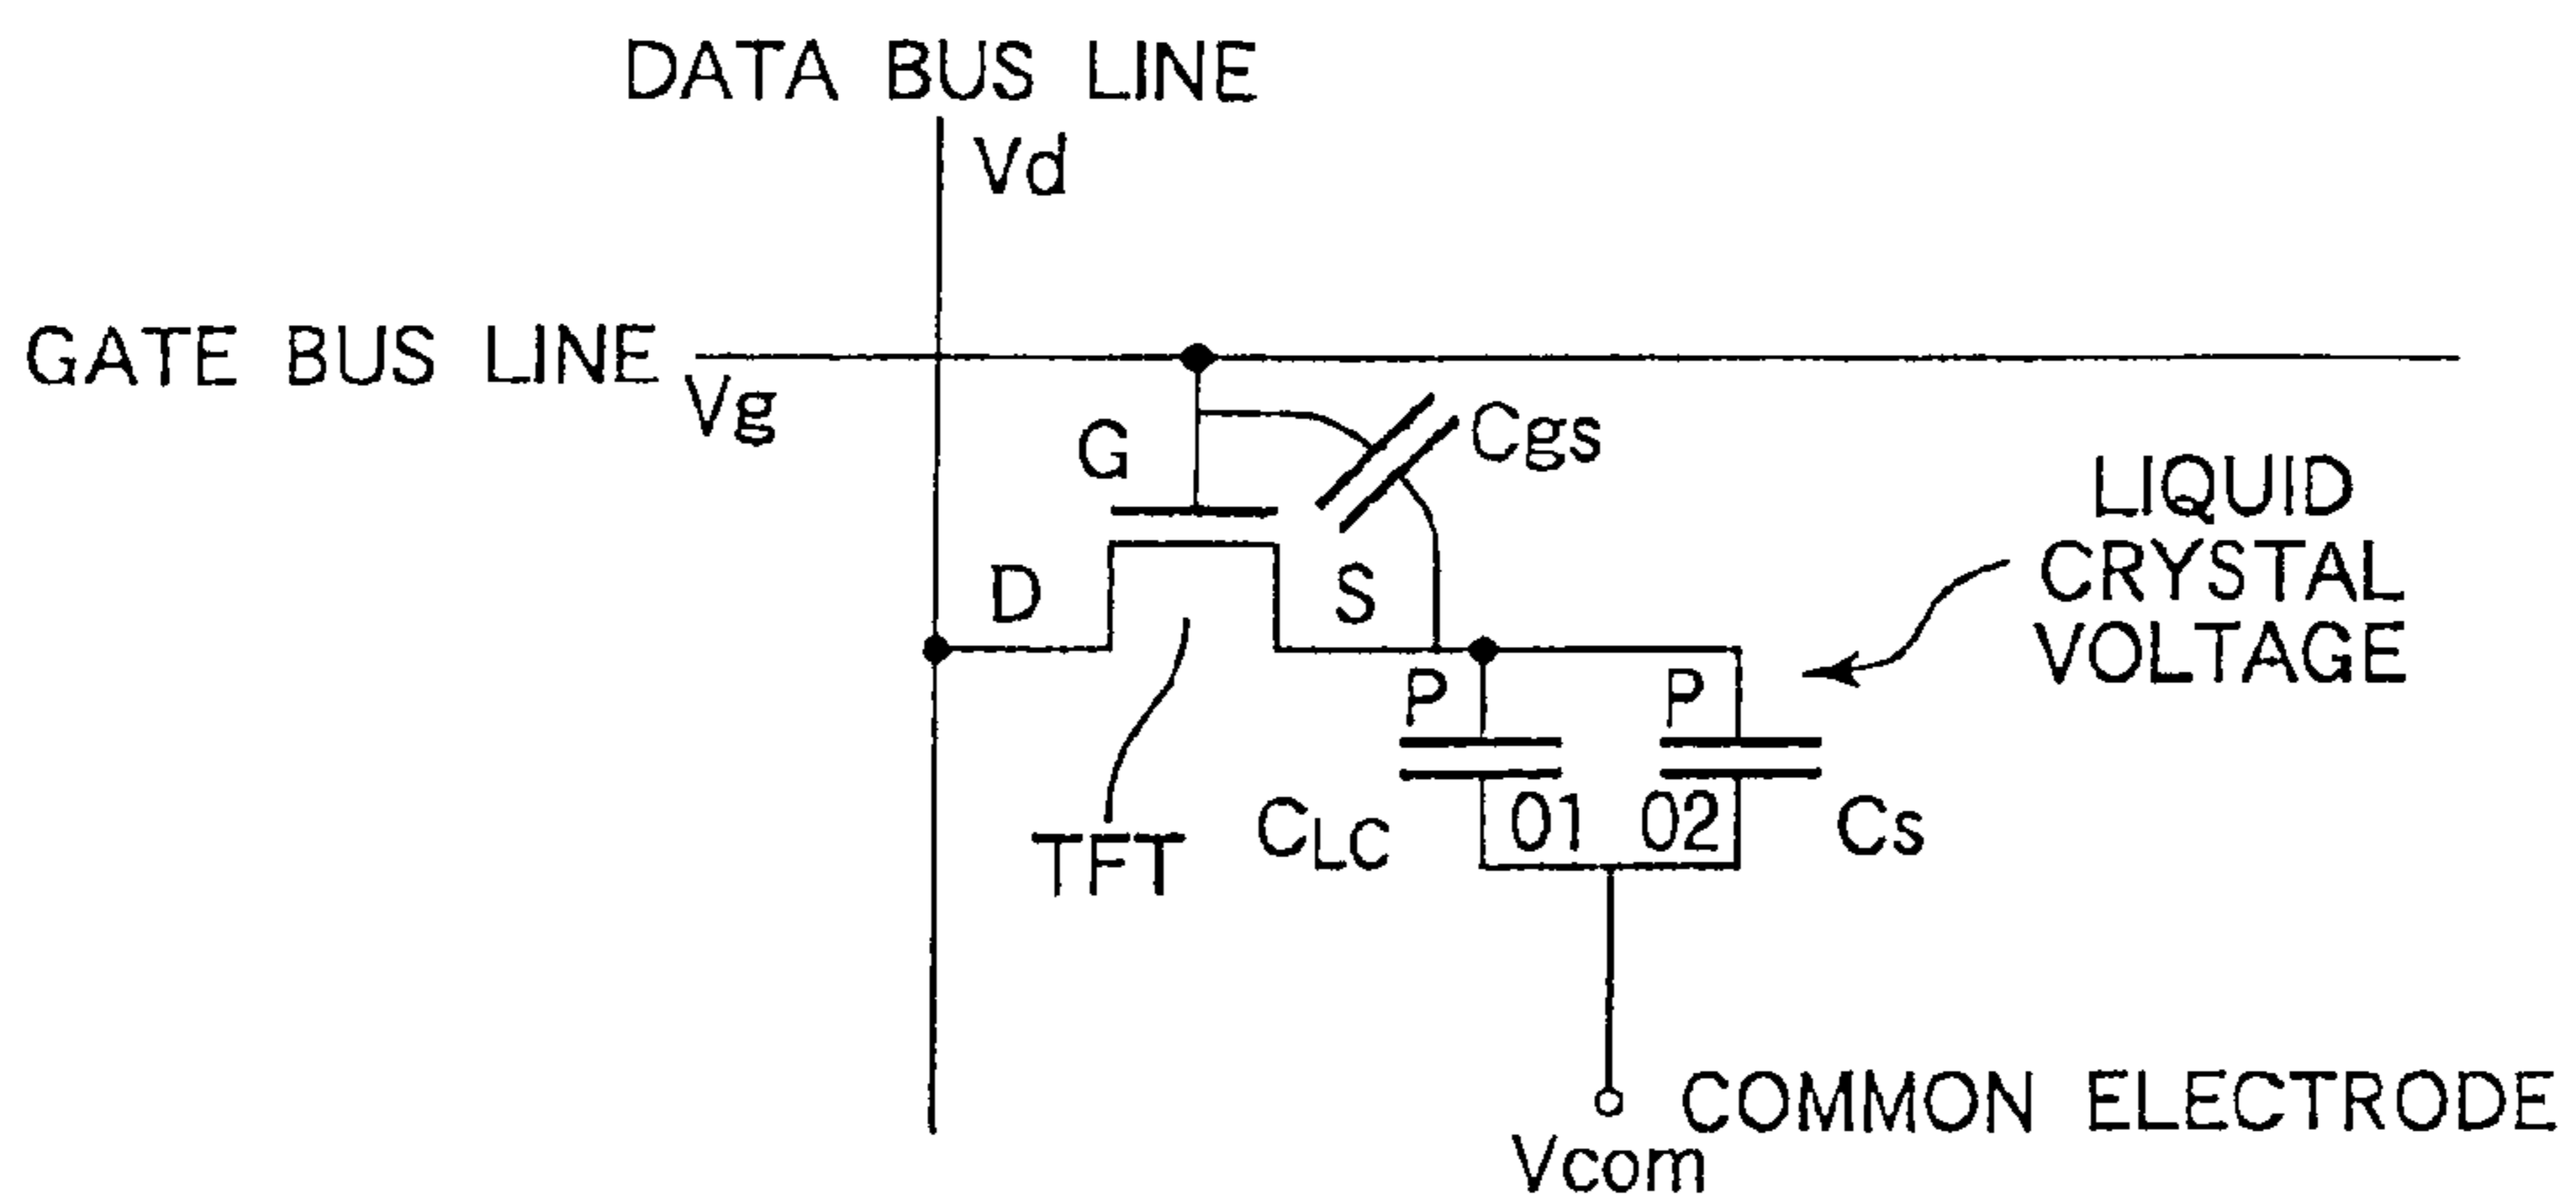 DATA BUS LINE
Vd
GATE BUS LINE
Vg
G
Cgs
LIQUID
CRYSTAL
VOLTAGE
D
S
P
P
CLC
01
02
Cs
TFT
COMMON ELECTRODE
Vcom